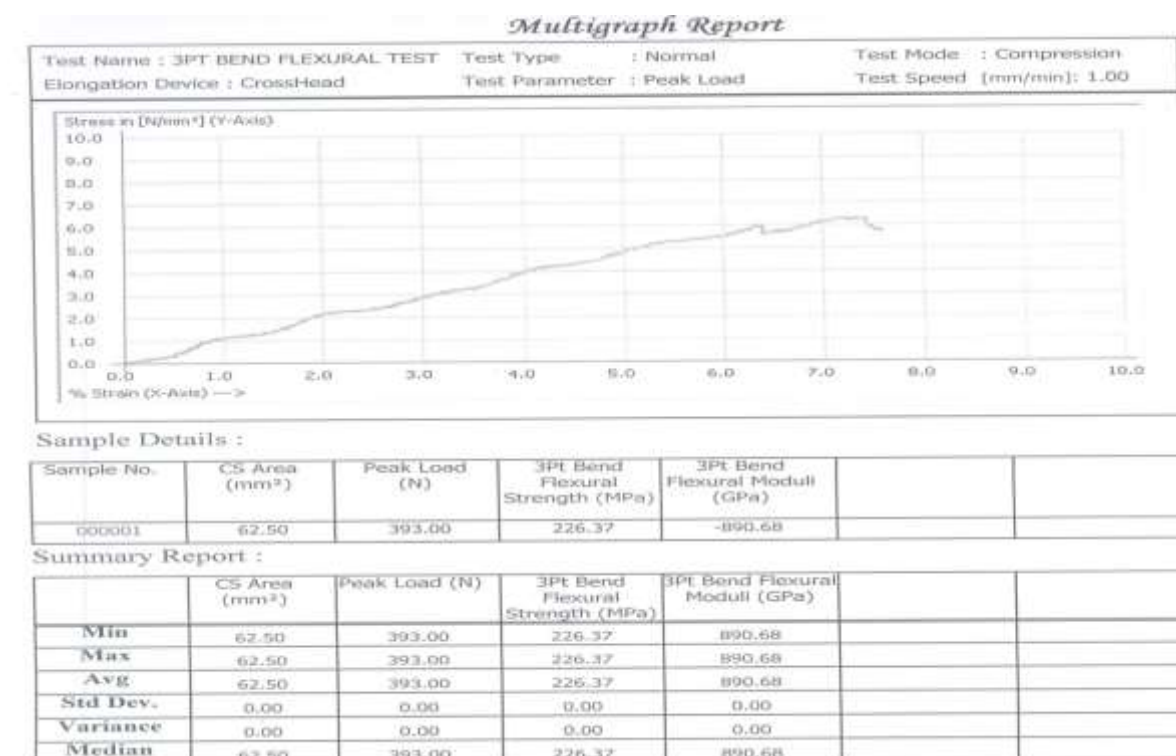 Multigraph Report
Test Name : 3PT BEND FLEXURAL TEST Test Type : Normal Test Mode : Compression
Elongation Device : CrossHead Test Parameter : Peak Load Test Speed [mm/min]: 1.00
Stress in [N/mm²] (Y-Axis)
10.0
9.0
8.0
7.0
6.0
5.0
4.0
3.0
2.0
1.0
0.0
0.0 1.0 2.0 3.0 4.0 5.0 6.0 7.0 8.0 9.0 10.0
% Strain (X-Axis) --->
Sample Details :
Sample No. CS Area (mm²) Peak Load (N) 3Pt Bend Flexural Strength (MPa) 3Pt Bend Flexural Moduli (GPa)
000001 62.50 393.00 226.37 -890.68
Summary Report :
CS Area (mm²) Peak Load (N) 3Pt Bend Flexural Strength (MPa) 3Pt Bend Flexural Moduli (GPa)
Min 62.50 393.00 226.37 890.68
Max 62.50 393.00 226.37 890.68
Avg 62.50 393.00 226.37 890.68
Std Dev. 0.00 0.00 0.00 0.00
Variance 0.00 0.00 0.00 0.00
Median 62.50 393.00 226.37 890.68